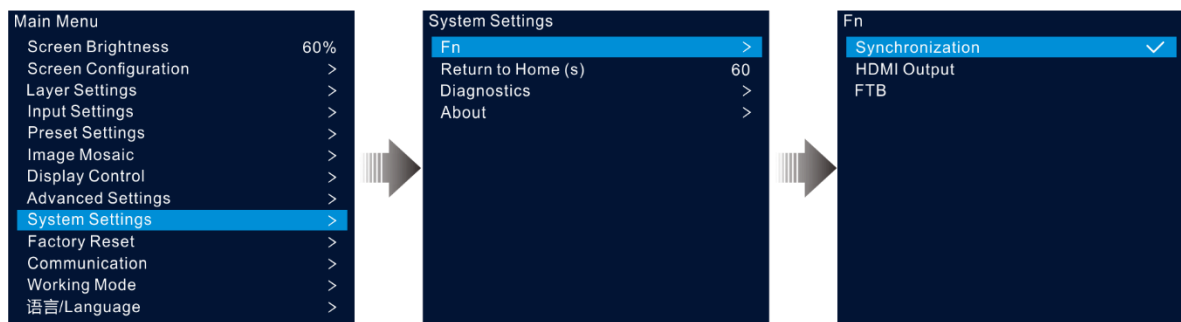 Main Menu
Screen Brightness 60%
Screen Configuration >
Layer Settings >
Input Settings >
Preset Settings >
Image Mosaic >
Display Control >
Advanced Settings >
System Settings >
Factory Reset >
Communication >
Working Mode >
语言/Language >
System Settings
Fn >
Return to Home (s) 60
Diagnostics >
About >
Fn
Synchronization ✓
HDMI Output
FTB